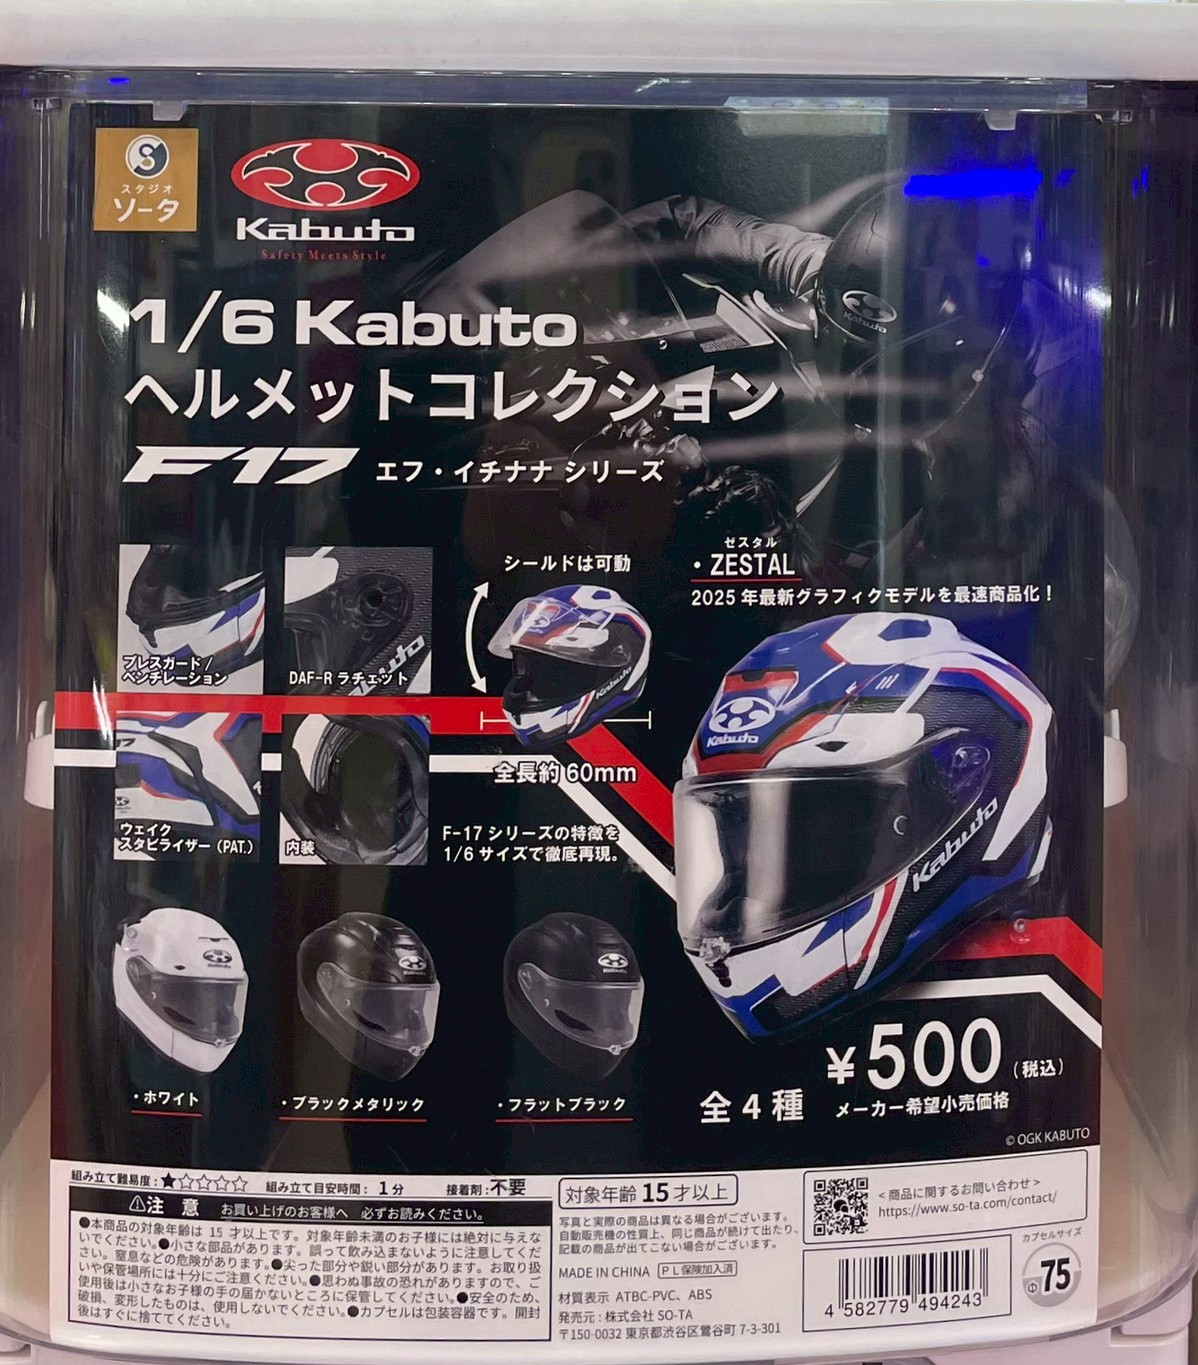 スタジオ
ソータ
Kabuto
Safety Meets Style
1/6 Kabuto
ヘルメットコレクション
F17 エフ・イチナナ シリーズ
ブレスガード/
ベンチレーション
DAF-R ラチェット
シールドは可動
ゼスタル
・ZESTAL
2025年最新グラフィクモデルを最速商品化！
ウェイク
スタビライザー（PAT.）
内装
全長約60mm
F-17シリーズの特徴を
1/6サイズで徹底再現。
Kabuto
Kabuto
・ホワイト
・ブラックメタリック
・フラットブラック
全4種
¥500（税込）
メーカー希望小売価格
© OGK KABUTO
組み立て難易度：★☆☆☆☆ 組み立て目安時間： 1分 接着剤：不要
⚠注 意 お買い上げのお客様へ 必ずお読みください。
●本商品の対象年齢は 15 才以上です。対象年齢未満のお子様には絶対に与えな
いでください。●小さな部品があります。誤って飲み込まないように注意してくだ
さい。窒息などの危険があります。●尖った部分や鋭い部分があります。お取り扱
いや保管場所には十分にご注意ください。●思わぬ事故の恐れがありますので、ご
使用後は小さなお子様の手の届かないところに保管してください。●安全のため、
破損、変形したものは、使用しないでください。●カプセルは包装容器です。開封
後はすぐに捨ててください。
対象年齢15才以上
写真と実際の商品は異なる場合がございます。
自動販売機の性質上、同じ商品が続けて出たり、
記載の商品が出てこない場合がございます。
MADE IN CHINA ＰＬ保険加入済
材質表示 ATBC-PVC、ABS
発売元：株式会社 SO-TA
〒150-0032 東京都渋谷区鶯谷町 7-3-301
＜商品に関するお問い合わせ＞
https://www.so-ta.com/contact/
4 582779 494243
カプセルサイズ
Φ75